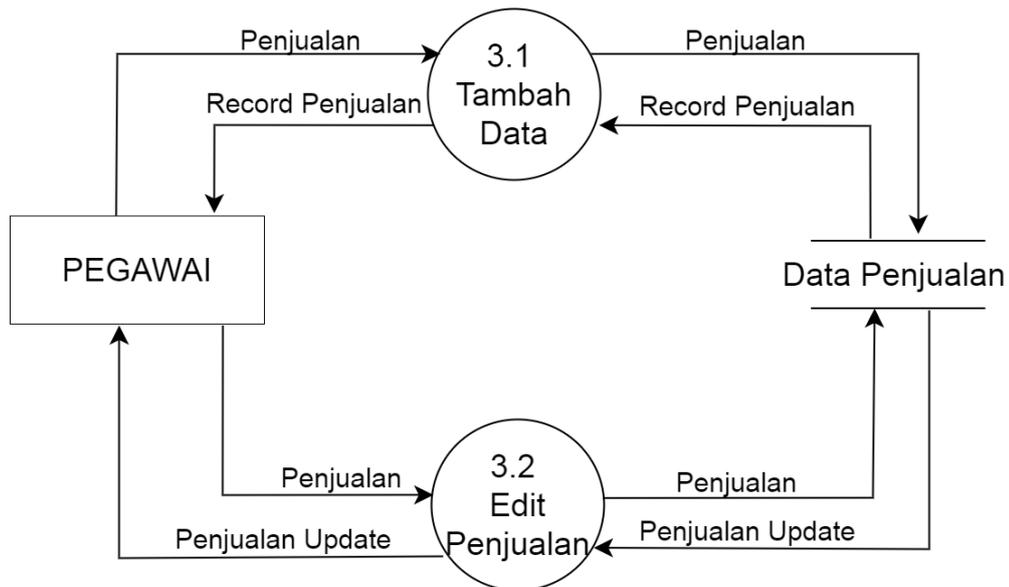 Penjualan
3.1
Penjualan
Tambah
Data
Record Penjualan
Record Penjualan
PEGAWAI
Data Penjualan
3.2
Edit
Penjualan
Penjualan
Penjualan
Penjualan Update
Penjualan Update